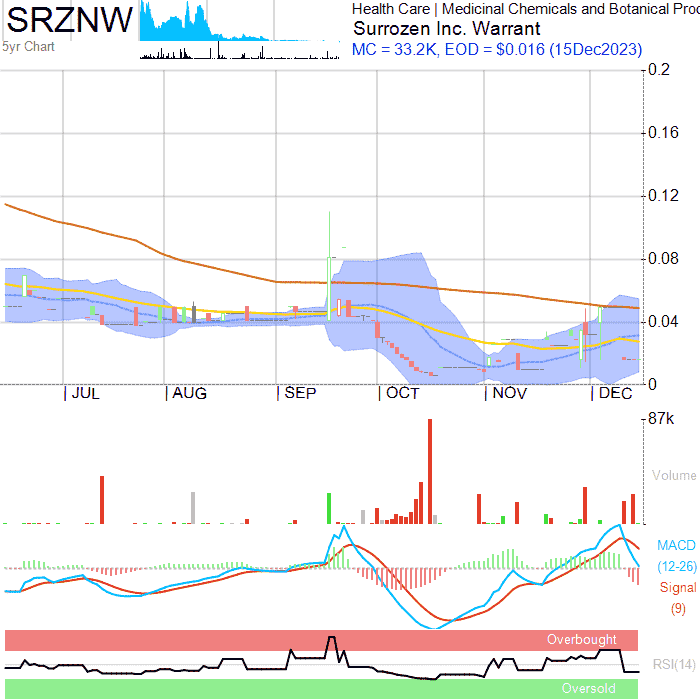 SRZNW
Health Care | Medicinal Chemicals and Botanical Prod
Surrozen Inc. Warrant
5yr Chart
MC = 33.2K, EOD = $0.016 (15Dec2023)
0.2
0.16
0.12
0.08
0.04
0
JUL AUG SEP OCT NOV DEC
87k
Volume
MACD
(12-26)
Signal
(9)
Overbought
RSI(14)
Oversold